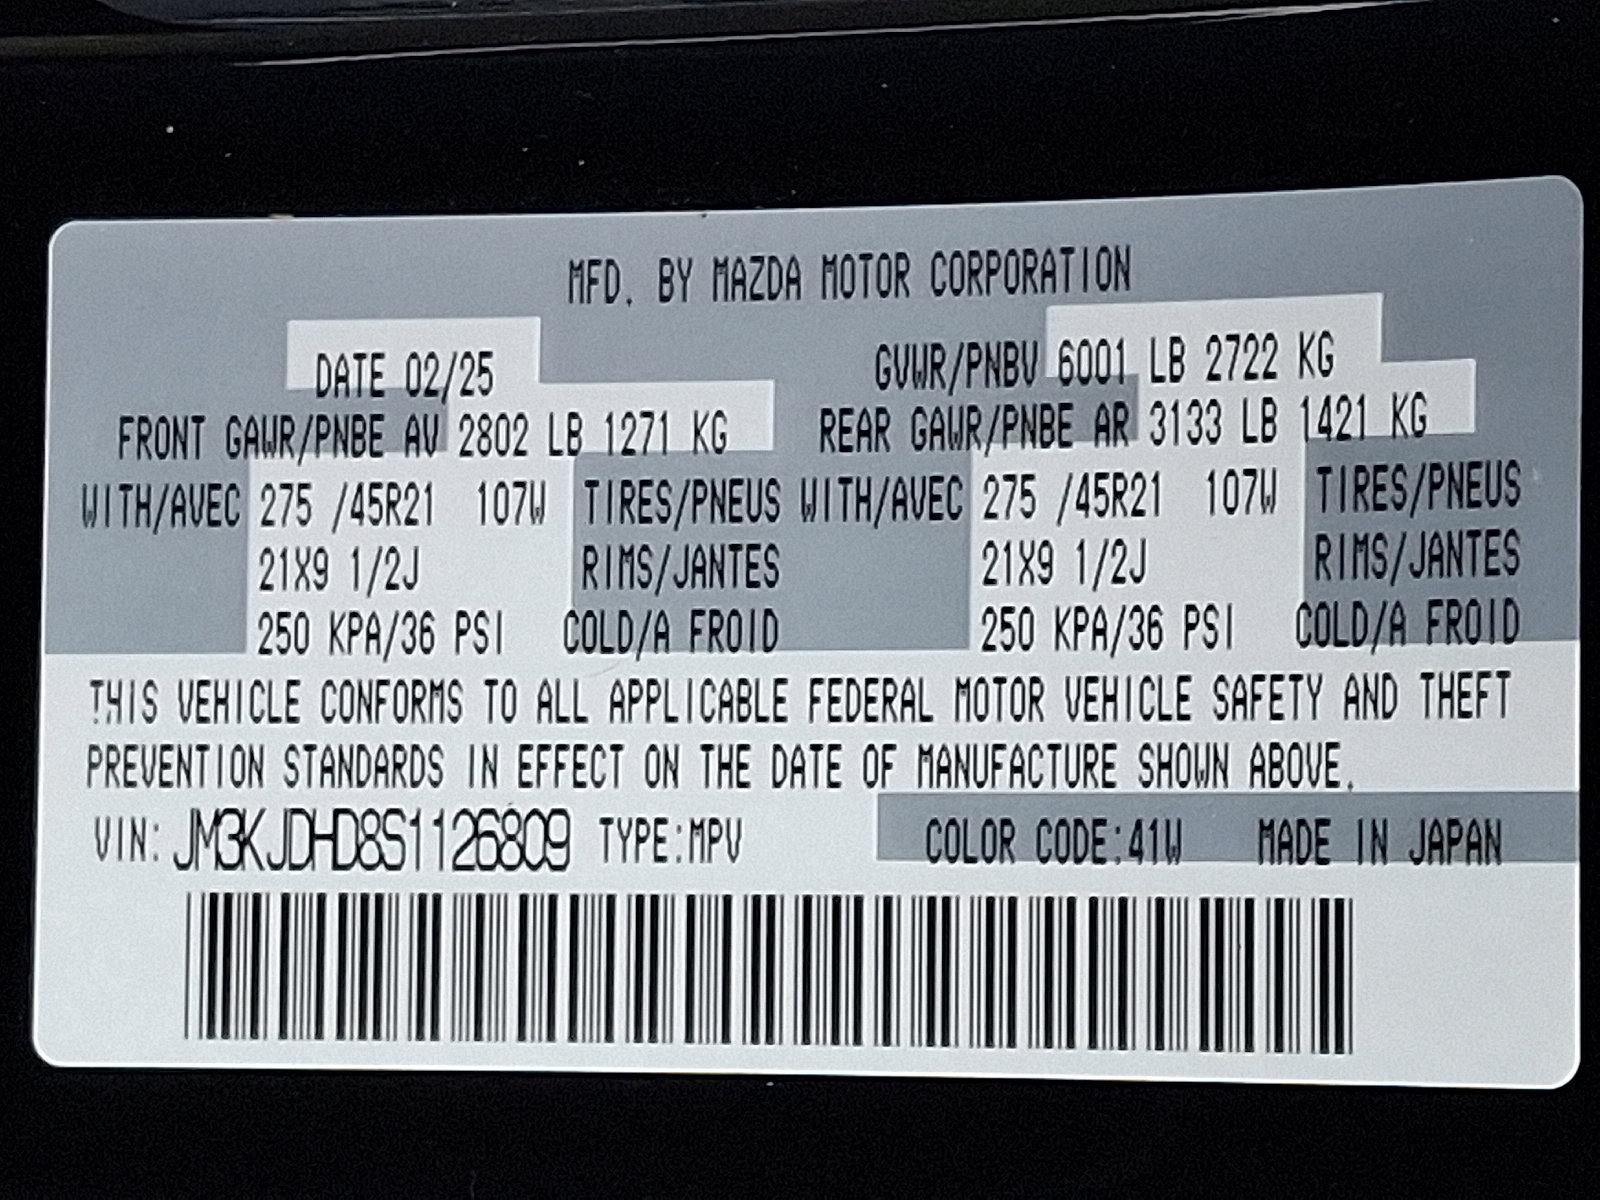 MFD. BY MAZDA MOTOR CORPORATION
DATE 02/25 GVWR/PNBV 6001 LB 2722 KG
FRONT GAWR/PNBE AV 2802 LB 1271 KG REAR GAWR/PNBE AR 3133 LB 1421 KG
WITH/AVEC 275 /45R21 107W TIRES/PNEUS WITH/AVEC 275 /45R21 107W TIRES/PNEUS
21X9 1/2J RIMS/JANTES 21X9 1/2J RIMS/JANTES
250 KPA/36 PSI COLD/A FROID 250 KPA/36 PSI COLD/A FROID
THIS VEHICLE CONFORMS TO ALL APPLICABLE FEDERAL MOTOR VEHICLE SAFETY AND THEFT
PREVENTION STANDARDS IN EFFECT ON THE DATE OF MANUFACTURE SHOWN ABOVE.
VIN: JM3KJDHD8S1126809 TYPE:MPV COLOR CODE:41W MADE IN JAPAN